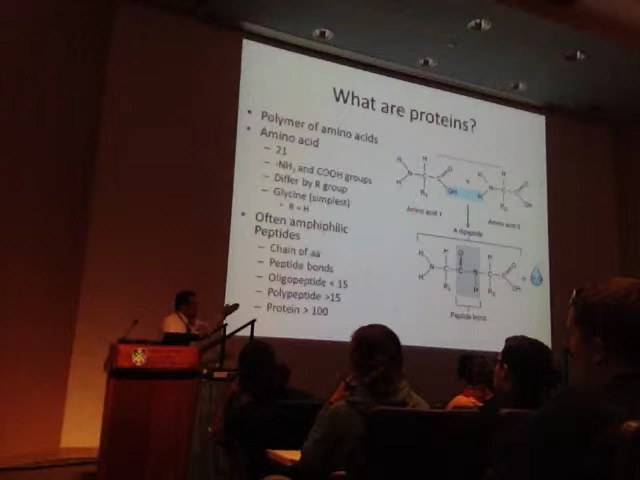 What are proteins?
• Polymer of amino acids
• Amino acid
– 21
– -NH2 and COOH groups
– Differ by R group
– Glycine (simplest)
• R = H
• Often amphiphilic
Peptides
– Chain of aa
– Peptide bonds
– Oligopeptide < 15
– Polypeptide >15
– Protein > 100
Amino acid 1
Amino acid 2
A dipeptide
Peptide bond